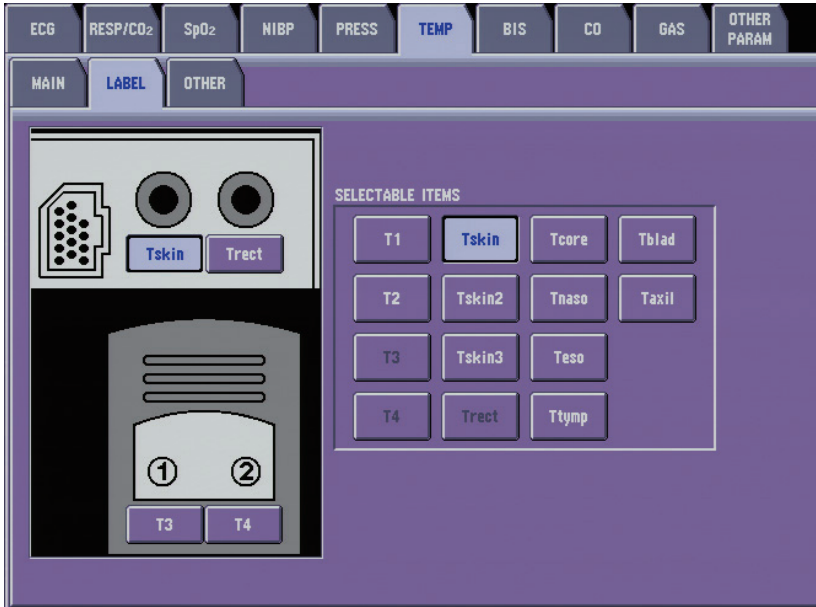 ECG RESP/CO₂ SpO₂ NIBP PRESS TEMP BIS CO GAS OTHER PARAM
MAIN LABEL OTHER
SELECTABLE ITEMS
T1 Tskin Tcore Tblad
Tskin Trect
T2 Tskin2 Tnaso Taxil
T3 Tskin3 Teso
T4 Trect Ttymp
① ②
T3 T4